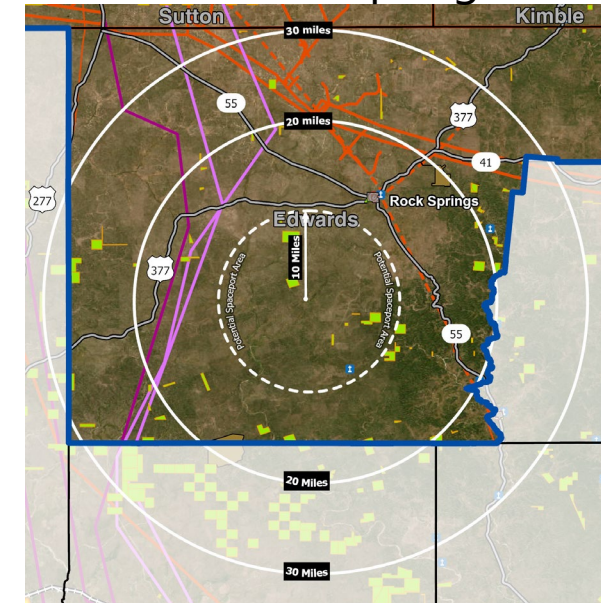 Sutton
Kimble
30 miles
55
377
20 miles
41
277
Rock Springs
Edwards
10 Miles
Potential Spaceport Area
Potential Spaceport Area
377
55
20 Miles
30 Miles